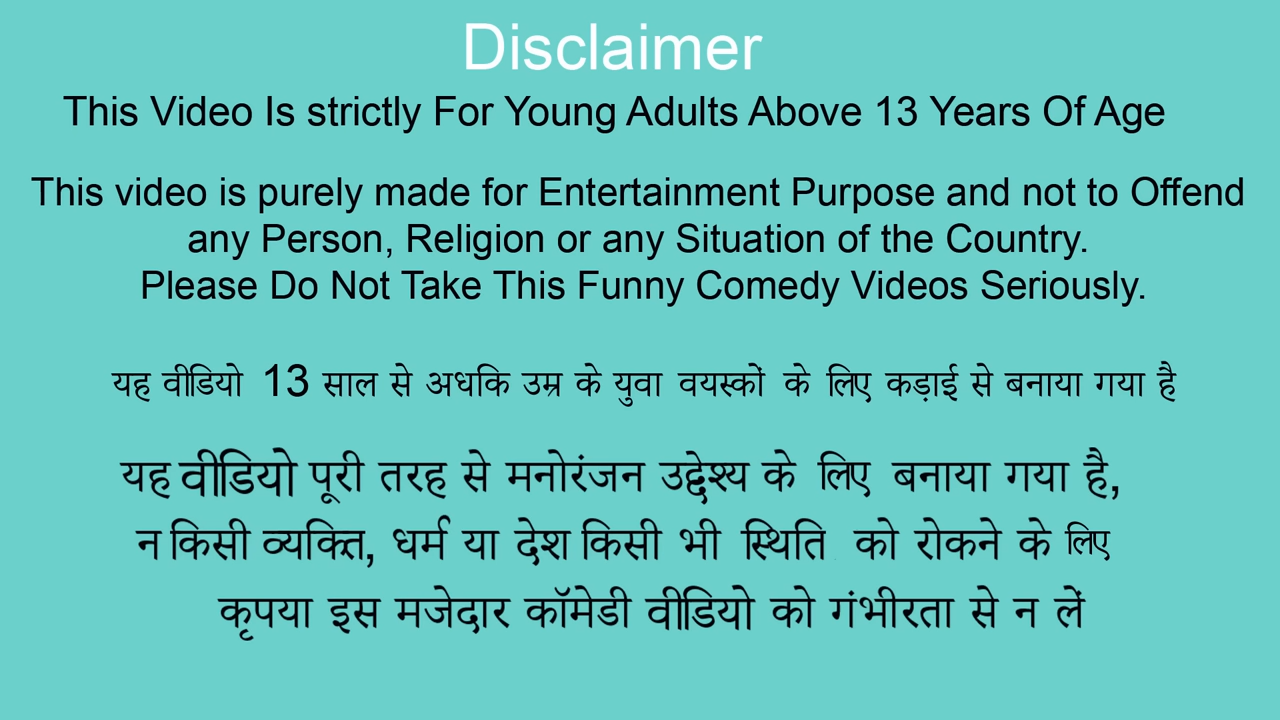 Disclaimer
This Video Is strictly For Young Adults Above 13 Years Of Age
This video is purely made for Entertainment Purpose and not to Offend
any Person, Religion or any Situation of the Country.
Please Do Not Take This Funny Comedy Videos Seriously.
यह वीडियो 13 साल से अधकि उम्र के युवा वयस्कों के लिए कड़ाई से बनाया गया है
यह वीडियो पूरी तरह से मनोरंजन उद्देश्य के लिए बनाया गया है,
न किसी व्यक्ति, धर्म या देश किसी भी स्थिति को रोकने के लिए
कृपया इस मजेदार कॉमेडी वीडियो को गंभीरता से न लें